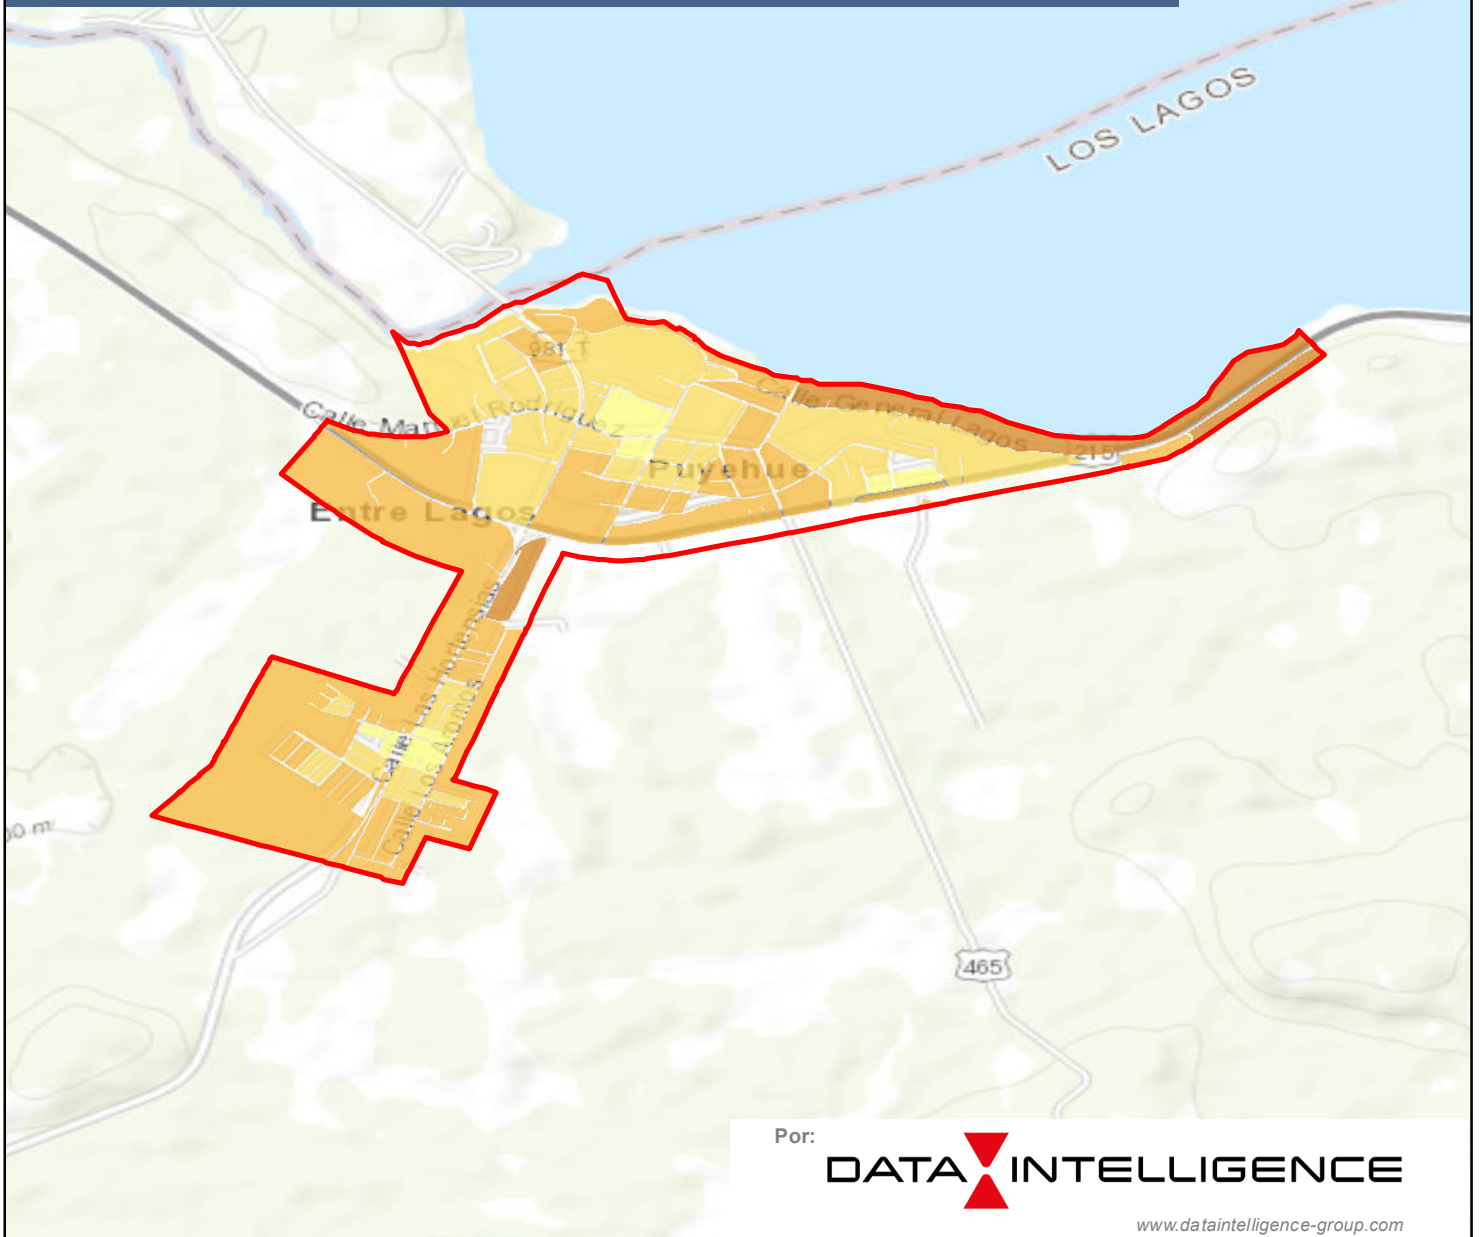 LOS LAGOS
981-T
Calle Manuel Rodríguez
Calle General Lagos
215
Puyehue
Entre Lagos
Calle Las Hortensias
Calle Los Aromos
00 m
465
Por:
DATA INTELLIGENCE
www.dataintelligence-group.com